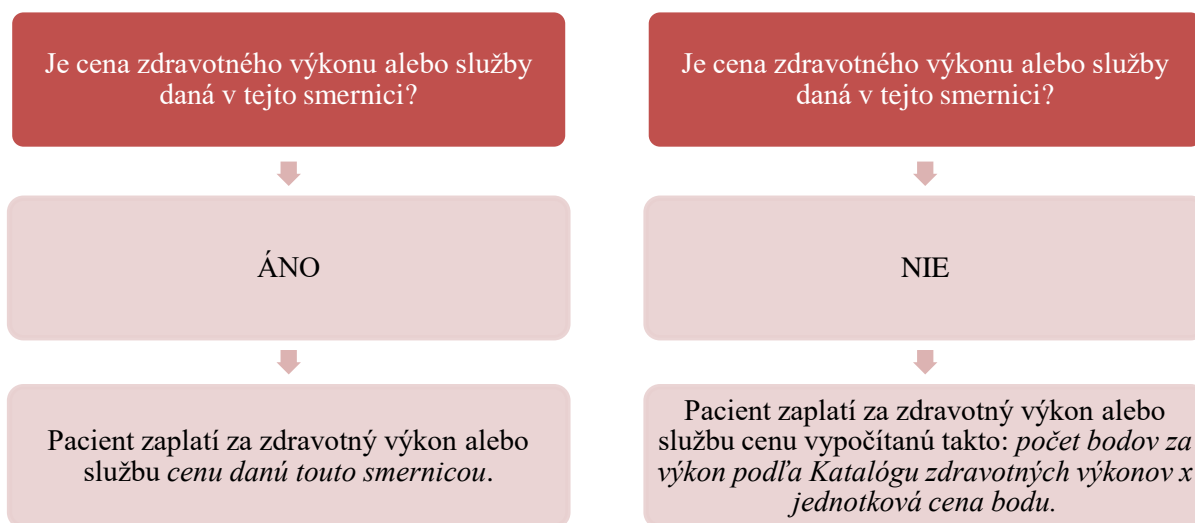 Je cena zdravotného výkonu alebo služby
daná v tejto smernici?
ÁNO
Pacient zaplatí za zdravotný výkon alebo
službu cenu danú touto smernicou.
Je cena zdravotného výkonu alebo služby
daná v tejto smernici?
NIE
Pacient zaplatí za zdravotný výkon alebo
službu cenu vypočítanú takto: počet bodov za
výkon podľa Katalógu zdravotných výkonov x
jednotková cena bodu.